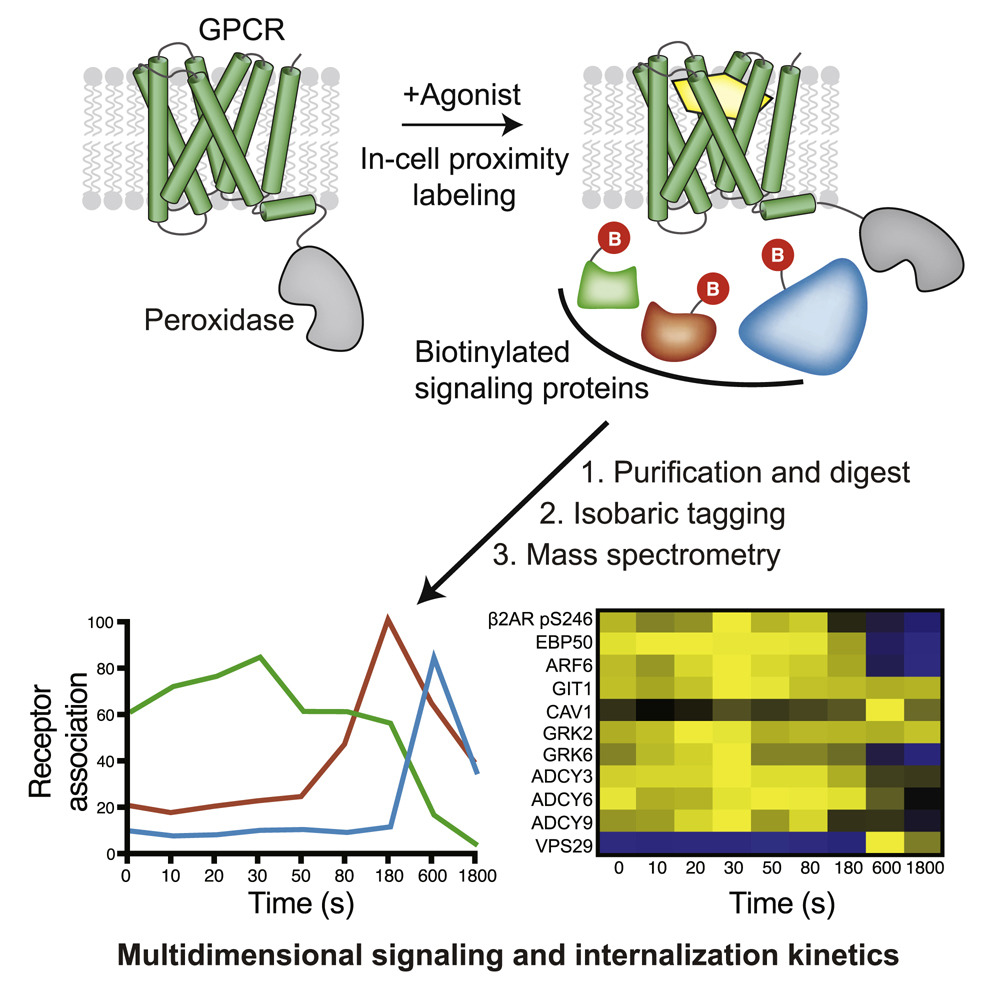 GPCR
+Agonist
In-cell proximity
labeling
Peroxidase
B
B
B
Biotinylated
signaling proteins
1. Purification and digest
2. Isobaric tagging
3. Mass spectrometry
Receptor
association
100
80
60
40
20
0
0 10 20 30 50 80 180 600 1800
Time (s)
β2AR pS246
EBP50
ARF6
GIT1
CAV1
GRK2
GRK6
ADCY3
ADCY6
ADCY9
VPS29
0 10 20 30 50 80 180 600 1800
Time (s)
Multidimensional signaling and internalization kinetics